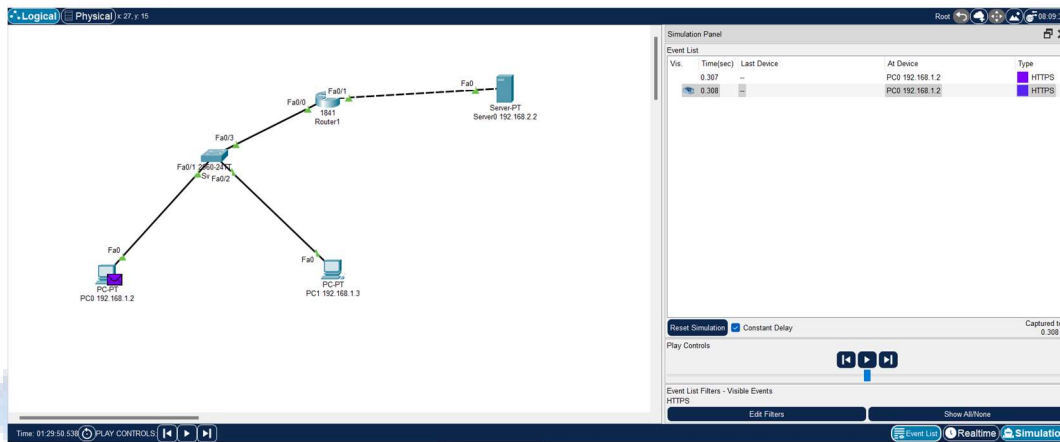 Logical Physical x: 27, y: 15
Root 08:09:
Simulation Panel
Event List
Vis. Time(sec) Last Device At Device Type
0.307 -- PC0 192.168.1.2 HTTPS
0.308 -- PC0 192.168.1.2 HTTPS
Fa0/1
Fa0
Fa0/0
1841
Router1
Server-PT
Server0 192.168.2.2
Fa0/3
Fa0/1 2960-24TT
Fa0/2
Fa0
Fa0
PC-PT
PC0 192.168.1.2
PC-PT
PC1 192.168.1.3
Reset Simulation Constant Delay
Captured to
0.308
Play Controls
Event List Filters - Visible Events
HTTPS
Edit Filters Show All/None
Time: 01:29:50.538 PLAY CONTROLS: Event List Realtime Simulatio